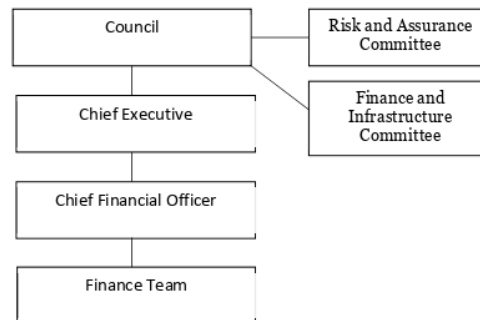 Council
Risk and Assurance
Committee
Finance and
Infrastructure
Committee
Chief Executive
Chief Financial Officer
Finance Team